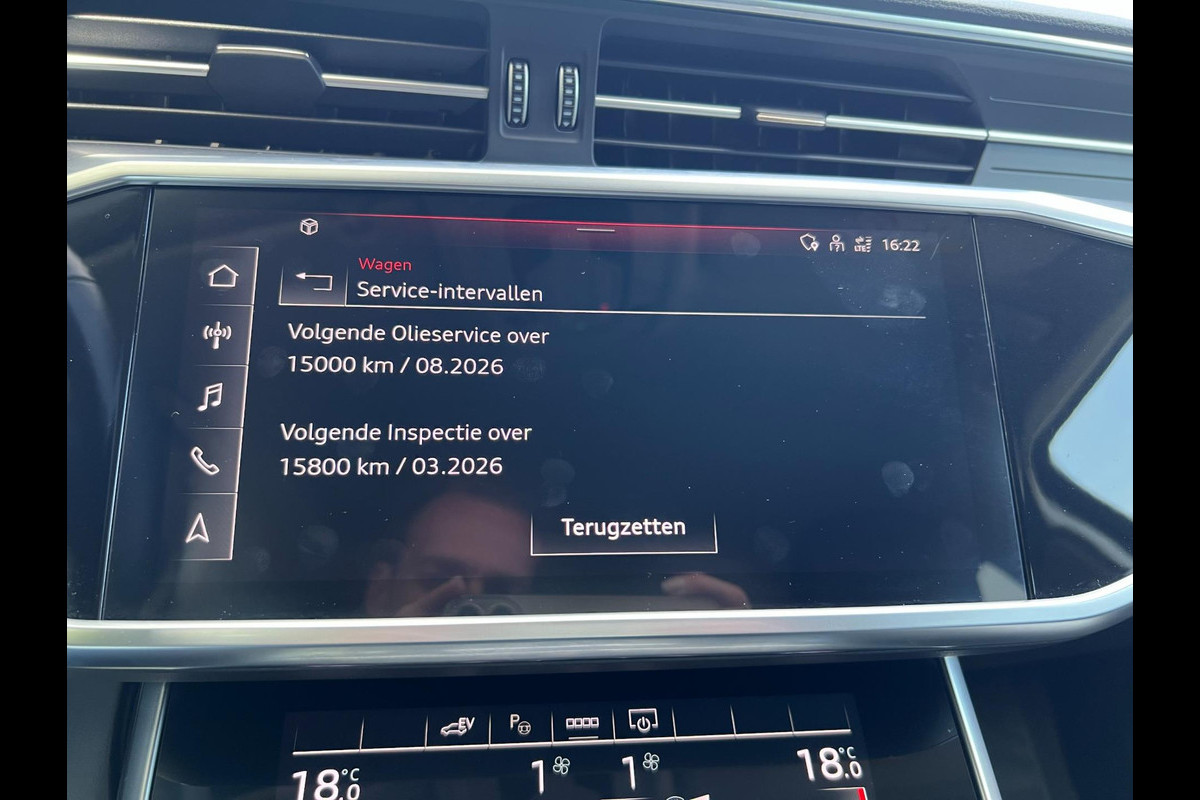 LTE 16:22
Wagen
Service-intervallen
Volgende Olieservice over
15000 km / 08.2026
Volgende Inspectie over
15800 km / 03.2026
Terugzetten
EV P
18.0 °C 1 1 18.0 °C